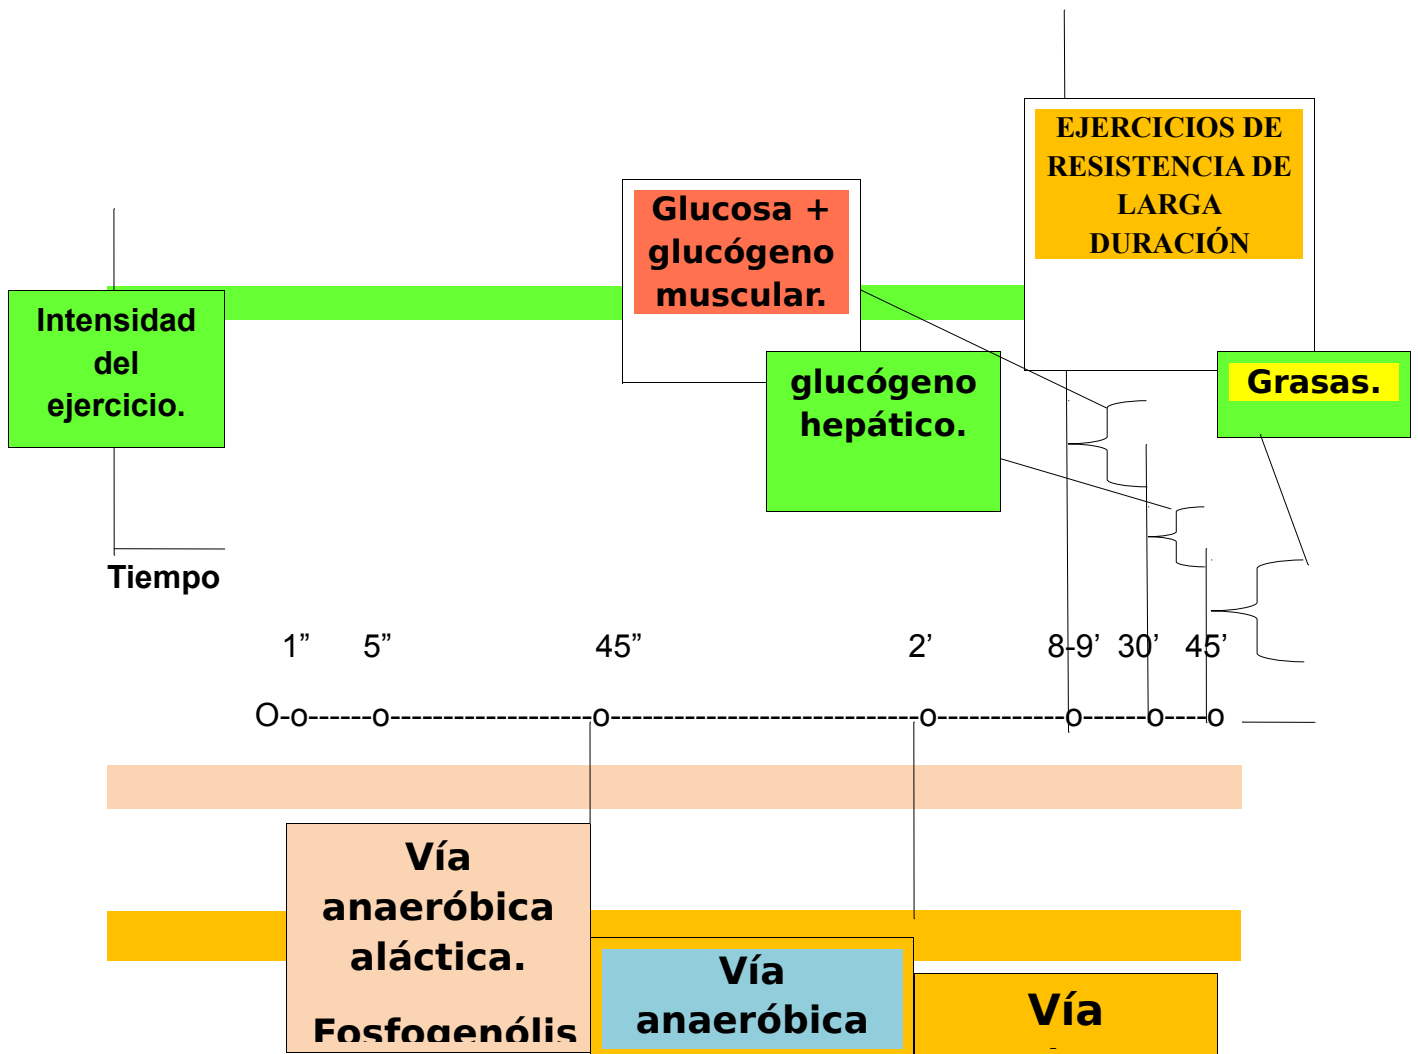 EJERCICIOS DE
RESISTENCIA DE
LARGA
DURACIÓN
Glucosa +
glucógeno
muscular.
Intensidad
del
ejercicio.
glucógeno
hepático.
Grasas.
Tiempo
1” 5” 45” 2’ 8-9’ 30’ 45’
O-o------o-------------------o-----------------------------o-------------o------o----o
Vía
anaeróbica
aláctica.
Fosfogenólis
Vía
anaeróbica
Vía